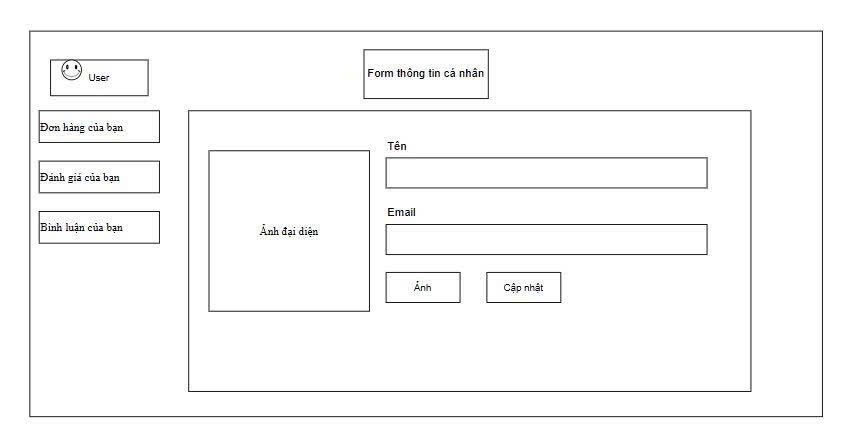 User
Form thông tin cá nhân
Đơn hàng của bạn
Đánh giá của bạn
Bình luận của bạn
Ảnh đại diện
Tên
Email
Ảnh
Cập nhật